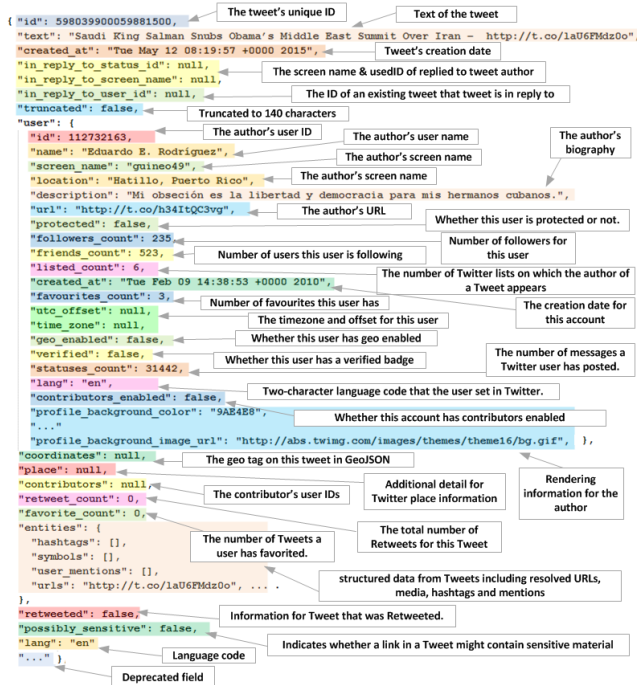 The tweet's unique ID
{ "id": 598039900059881500,
Text of the tweet
"text": "Saudi King Salman Snubs Obama's Middle East Summit Over Iran – http://t.co/laU6FMdz0o",
"created_at": "Tue May 12 08:19:57 +0000 2015",
Tweet's creation date
"in_reply_to_status_id": null,
"in_reply_to_screen_name": null,
The screen name & usedID of replied to tweet author
"in_reply_to_user_id": null,
The ID of an existing tweet that tweet is in reply to
"truncated": false,
Truncated to 140 characters
"user": {
"id": 112732163,
The author's user ID
"name": "Eduardo E. Rodríguez",
The author's user name
The author's biography
"screen_name": "guineo49",
The author's screen name
"location": "Hatillo, Puerto Rico",
The author's screen name
"description": "Mi obseción es la libertad y democracia para mis hermanos cubanos.",
"url": "http://t.co/h34ItQC3vg",
The author's URL
"protected": false,
Whether this user is protected or not.
"followers_count": 235,
Number of followers for this user
"friends_count": 523,
Number of users this user is following
"listed_count": 6,
The number of Twitter lists on which the author of a Tweet appears
"created_at": "Tue Feb 09 14:38:53 +0000 2010",
The creation date for this account
"favourites_count": 3,
Number of favourites this user has
"utc_offset": null,
"time_zone": null,
The timezone and offset for this user
"geo_enabled": false,
Whether this user has geo enabled
"verified": false,
Whether this user has a verified badge
"statuses_count": 31442,
The number of messages a Twitter user has posted.
"lang": "en",
Two-character language code that the user set in Twitter.
"contributors_enabled": false,
Whether this account has contributors enabled
"profile_background_color": "9AE4E8",
"..."
"profile_background_image_url": "http://abs.twimg.com/images/themes/theme16/bg.gif", },
Rendering information for the author
"coordinates": null,
The geo tag on this tweet in GeoJSON
"place": null,
Additional detail for Twitter place information
"contributors": null,
The contributor's user IDs
"retweet_count": 0,
The total number of Retweets for this Tweet
"favorite_count": 0,
The number of Tweets a user has favorited.
"entities": {
"hashtags": [],
"symbols": [],
"user_mentions": [],
"urls": "http://t.co/laU6FMdz0o", ... .
structured data from Tweets including resolved URLs, media, hashtags and mentions
},
"retweeted": false,
Information for Tweet that was Retweeted.
"possibly_sensitive": false,
Indicates whether a link in a Tweet might contain sensitive material
"lang": "en"
Language code
"..." }
Deprecated field